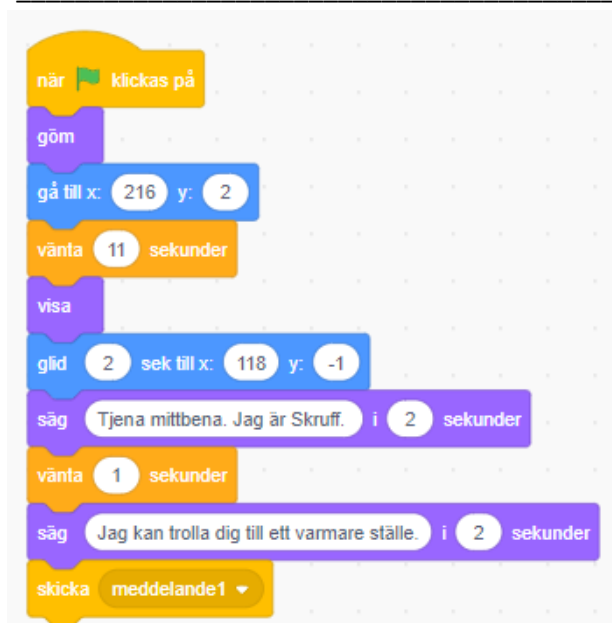 när klickas på
göm
gå till x: 216 y: 2
vänta 11 sekunder
visa
glid 2 sek till x: 118 y: -1
säg Tjena mittbena. Jag är Skruff. i 2 sekunder
vänta 1 sekunder
säg Jag kan trolla dig till ett varmare ställe. i 2 sekunder
skicka meddelande1